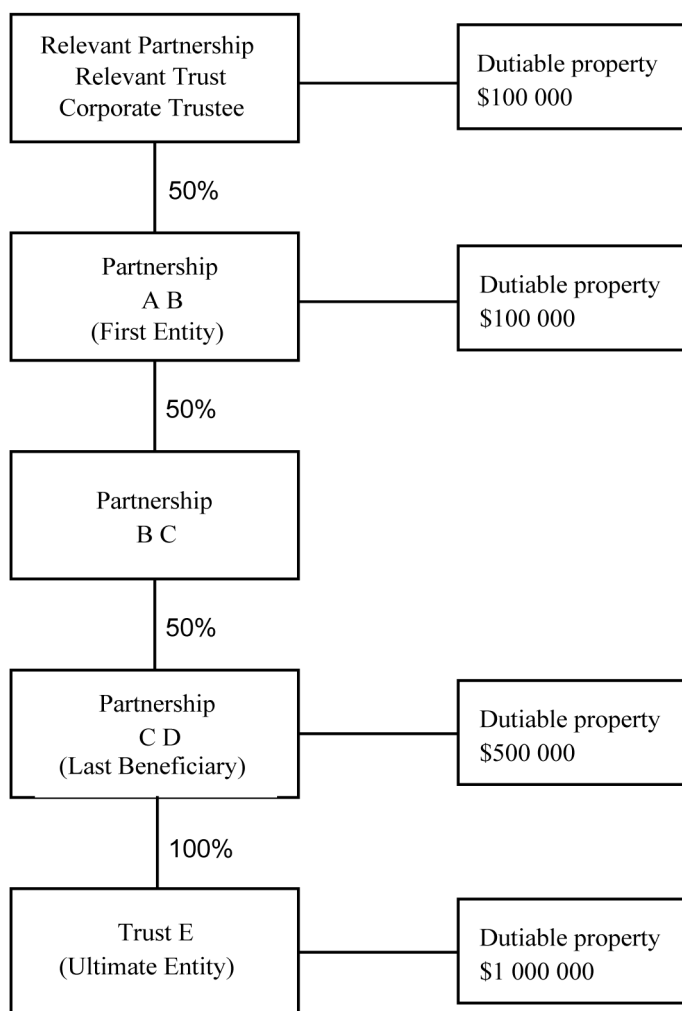 Relevant Partnership
Relevant Trust
Corporate Trustee
Dutiable property
$100 000
50%
Partnership
A B
(First Entity)
Dutiable property
$100 000
50%
Partnership
B C
50%
Partnership
C D
(Last Beneficiary)
Dutiable property
$500 000
100%
Trust E
(Ultimate Entity)
Dutiable property
$1 000 000